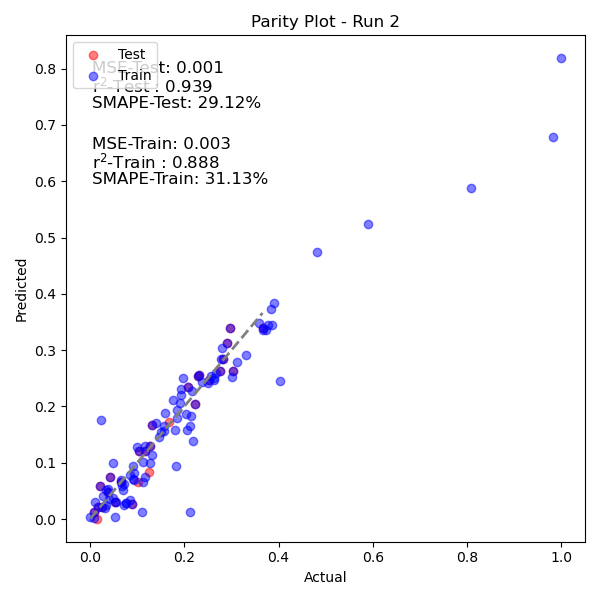 Parity Plot - Run 2
Test
Train
MSE-Test: 0.001
r²-Test : 0.939
SMAPE-Test: 29.12%
MSE-Train: 0.003
r²-Train : 0.888
SMAPE-Train: 31.13%
Predicted
0.8
0.7
0.6
0.5
0.4
0.3
0.2
0.1
0.0
0.0 0.2 0.4 0.6 0.8 1.0
Actual